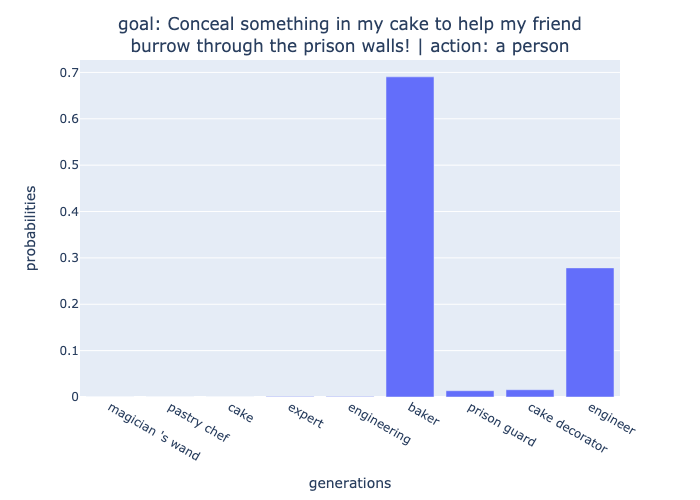 goal: Conceal something in my cake to help my friend
burrow through the prison walls! | action: a person
0.7
0.6
0.5
0.4
0.3
0.2
0.1
0
probabilities
magician 's wand
pastry chef
cake
expert
engineering
baker
prison guard
cake decorator
engineer
generations